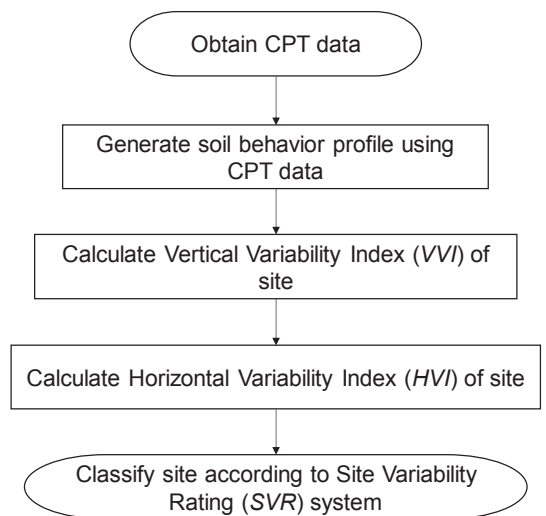 Obtain CPT data
Generate soil behavior profile using
CPT data
Calculate Vertical Variability Index (VVI) of
site
Calculate Horizontal Variability Index (HVI) of site
Classify site according to Site Variability
Rating (SVR) system